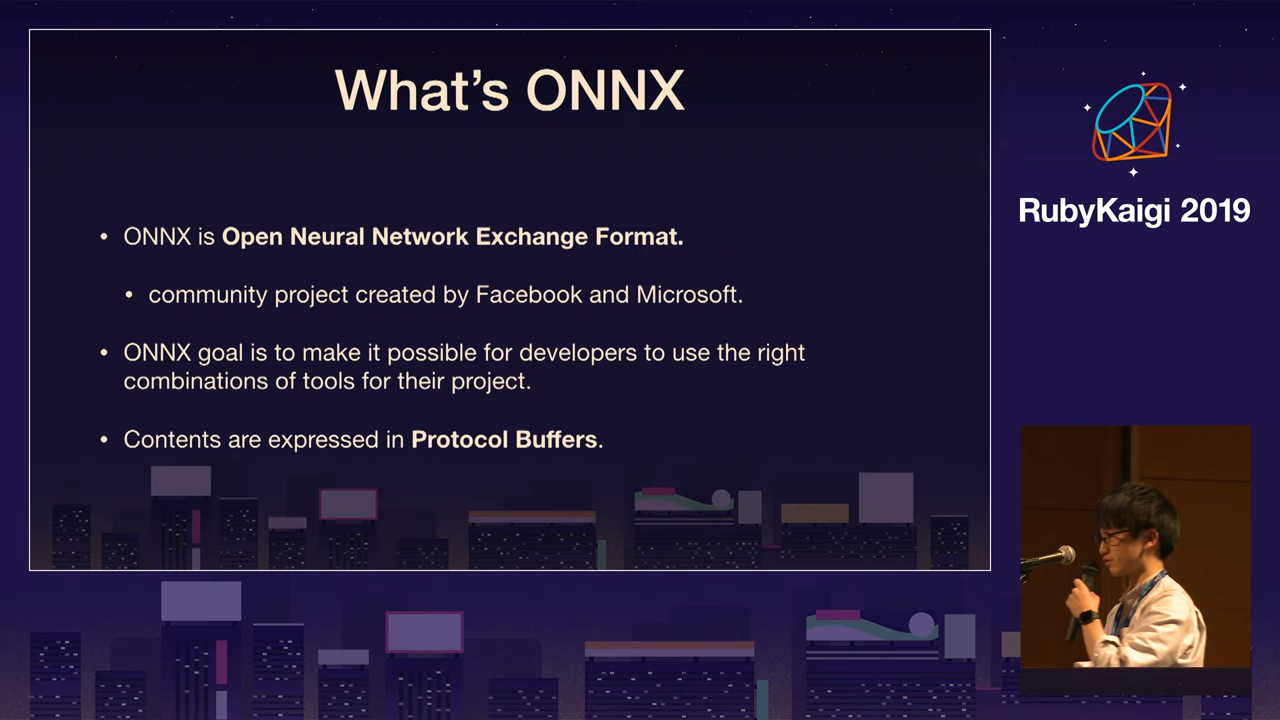 What's ONNX
• ONNX is Open Neural Network Exchange Format.
• community project created by Facebook and Microsoft.
• ONNX goal is to make it possible for developers to use the right
combinations of tools for their project.
• Contents are expressed in Protocol Buffers.
RubyKaigi 2019